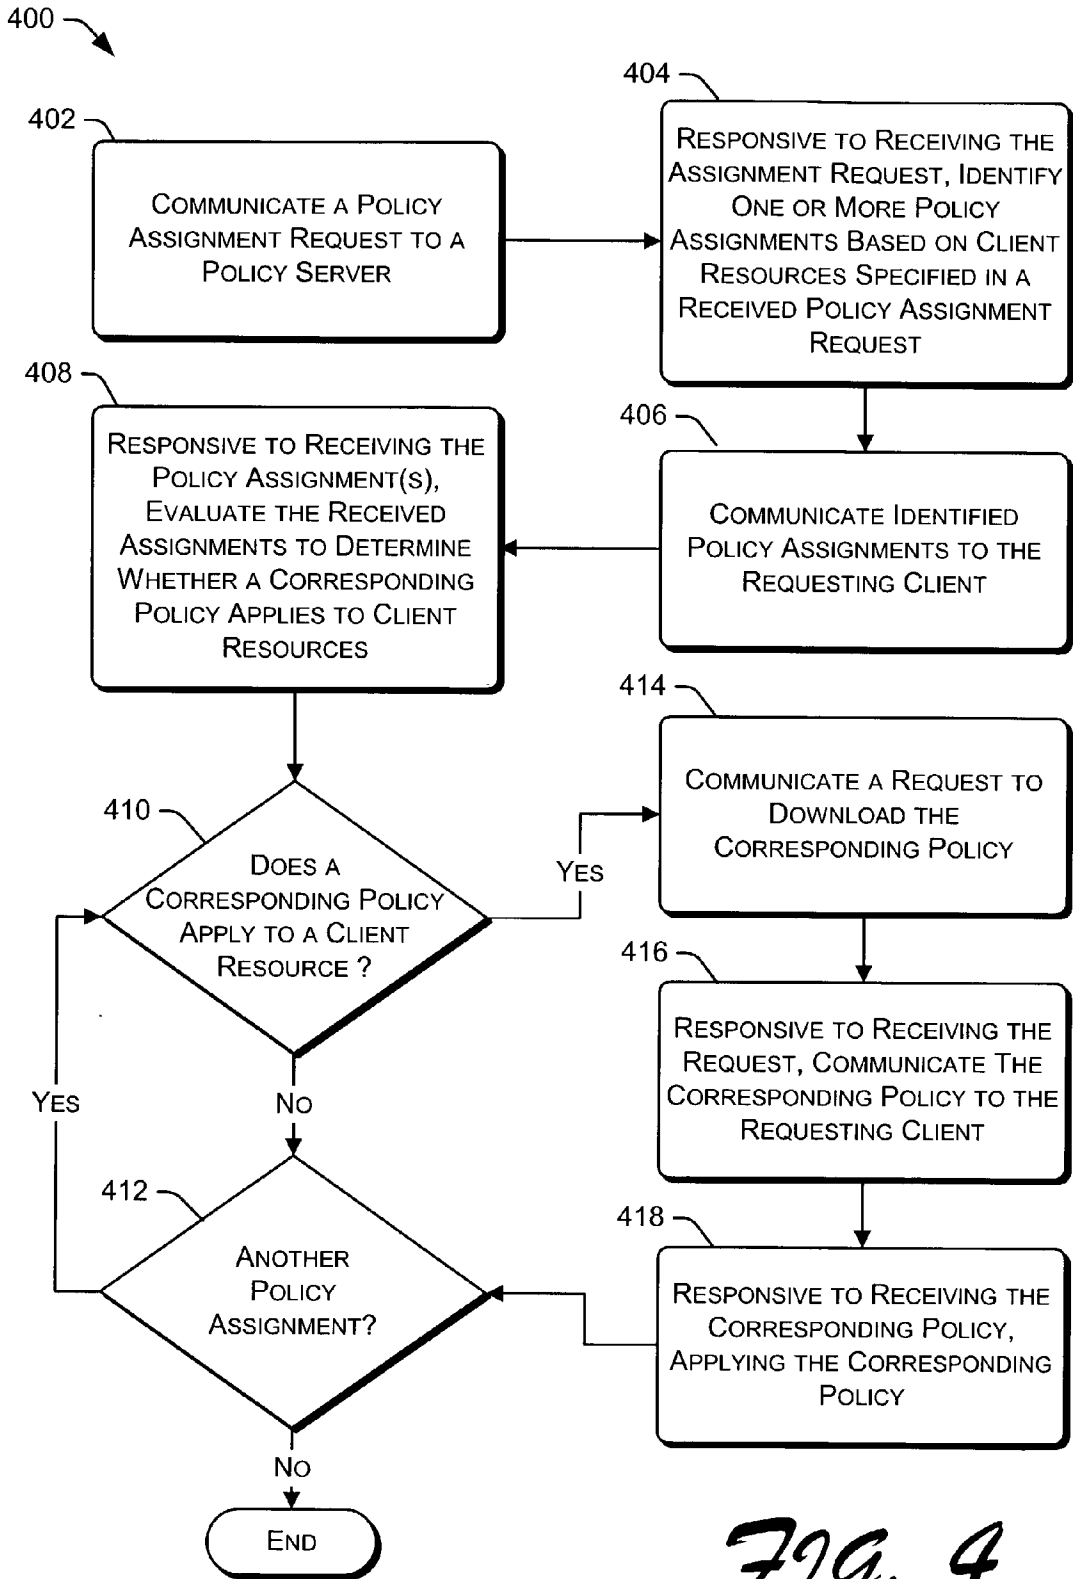 400
402
COMMUNICATE A POLICY
ASSIGNMENT REQUEST TO A
POLICY SERVER
404
RESPONSIVE TO RECEIVING THE
ASSIGNMENT REQUEST, IDENTIFY
ONE OR MORE POLICY
ASSIGNMENTS BASED ON CLIENT
RESOURCES SPECIFIED IN A
RECEIVED POLICY ASSIGNMENT
REQUEST
406
COMMUNICATE IDENTIFIED
POLICY ASSIGNMENTS TO THE
REQUESTING CLIENT
408
RESPONSIVE TO RECEIVING THE
POLICY ASSIGNMENT(S),
EVALUATE THE RECEIVED
ASSIGNMENTS TO DETERMINE
WHETHER A CORRESPONDING
POLICY APPLIES TO CLIENT
RESOURCES
410
DOES A
CORRESPONDING POLICY
APPLY TO A CLIENT
RESOURCE ?
YES
NO
414
COMMUNICATE A REQUEST TO
DOWNLOAD THE
CORRESPONDING POLICY
416
RESPONSIVE TO RECEIVING THE
REQUEST, COMMUNICATE THE
CORRESPONDING POLICY TO THE
REQUESTING CLIENT
418
RESPONSIVE TO RECEIVING THE
CORRESPONDING POLICY,
APPLYING THE CORRESPONDING
POLICY
412
ANOTHER
POLICY
ASSIGNMENT?
YES
NO
END
FIG. 4